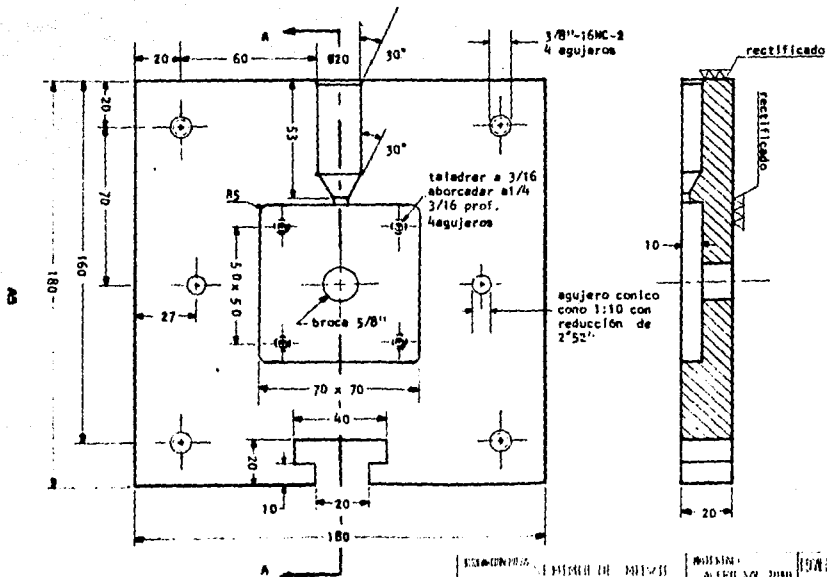 A
20
60
Ø20
30°
3/8"-16NC-2
4 agujeros
rectificado
rectificado
20
70
53
30°
taladrar a 3/16
abborcadar a1/4
3/16 prof.
4agujeros
R5
180
160
50 x 50
10
27
broca 5/8"
agujero conico
cono 1:10 con
reducción de
2°52'
70 x 70
40
20
10
20
180
20
A